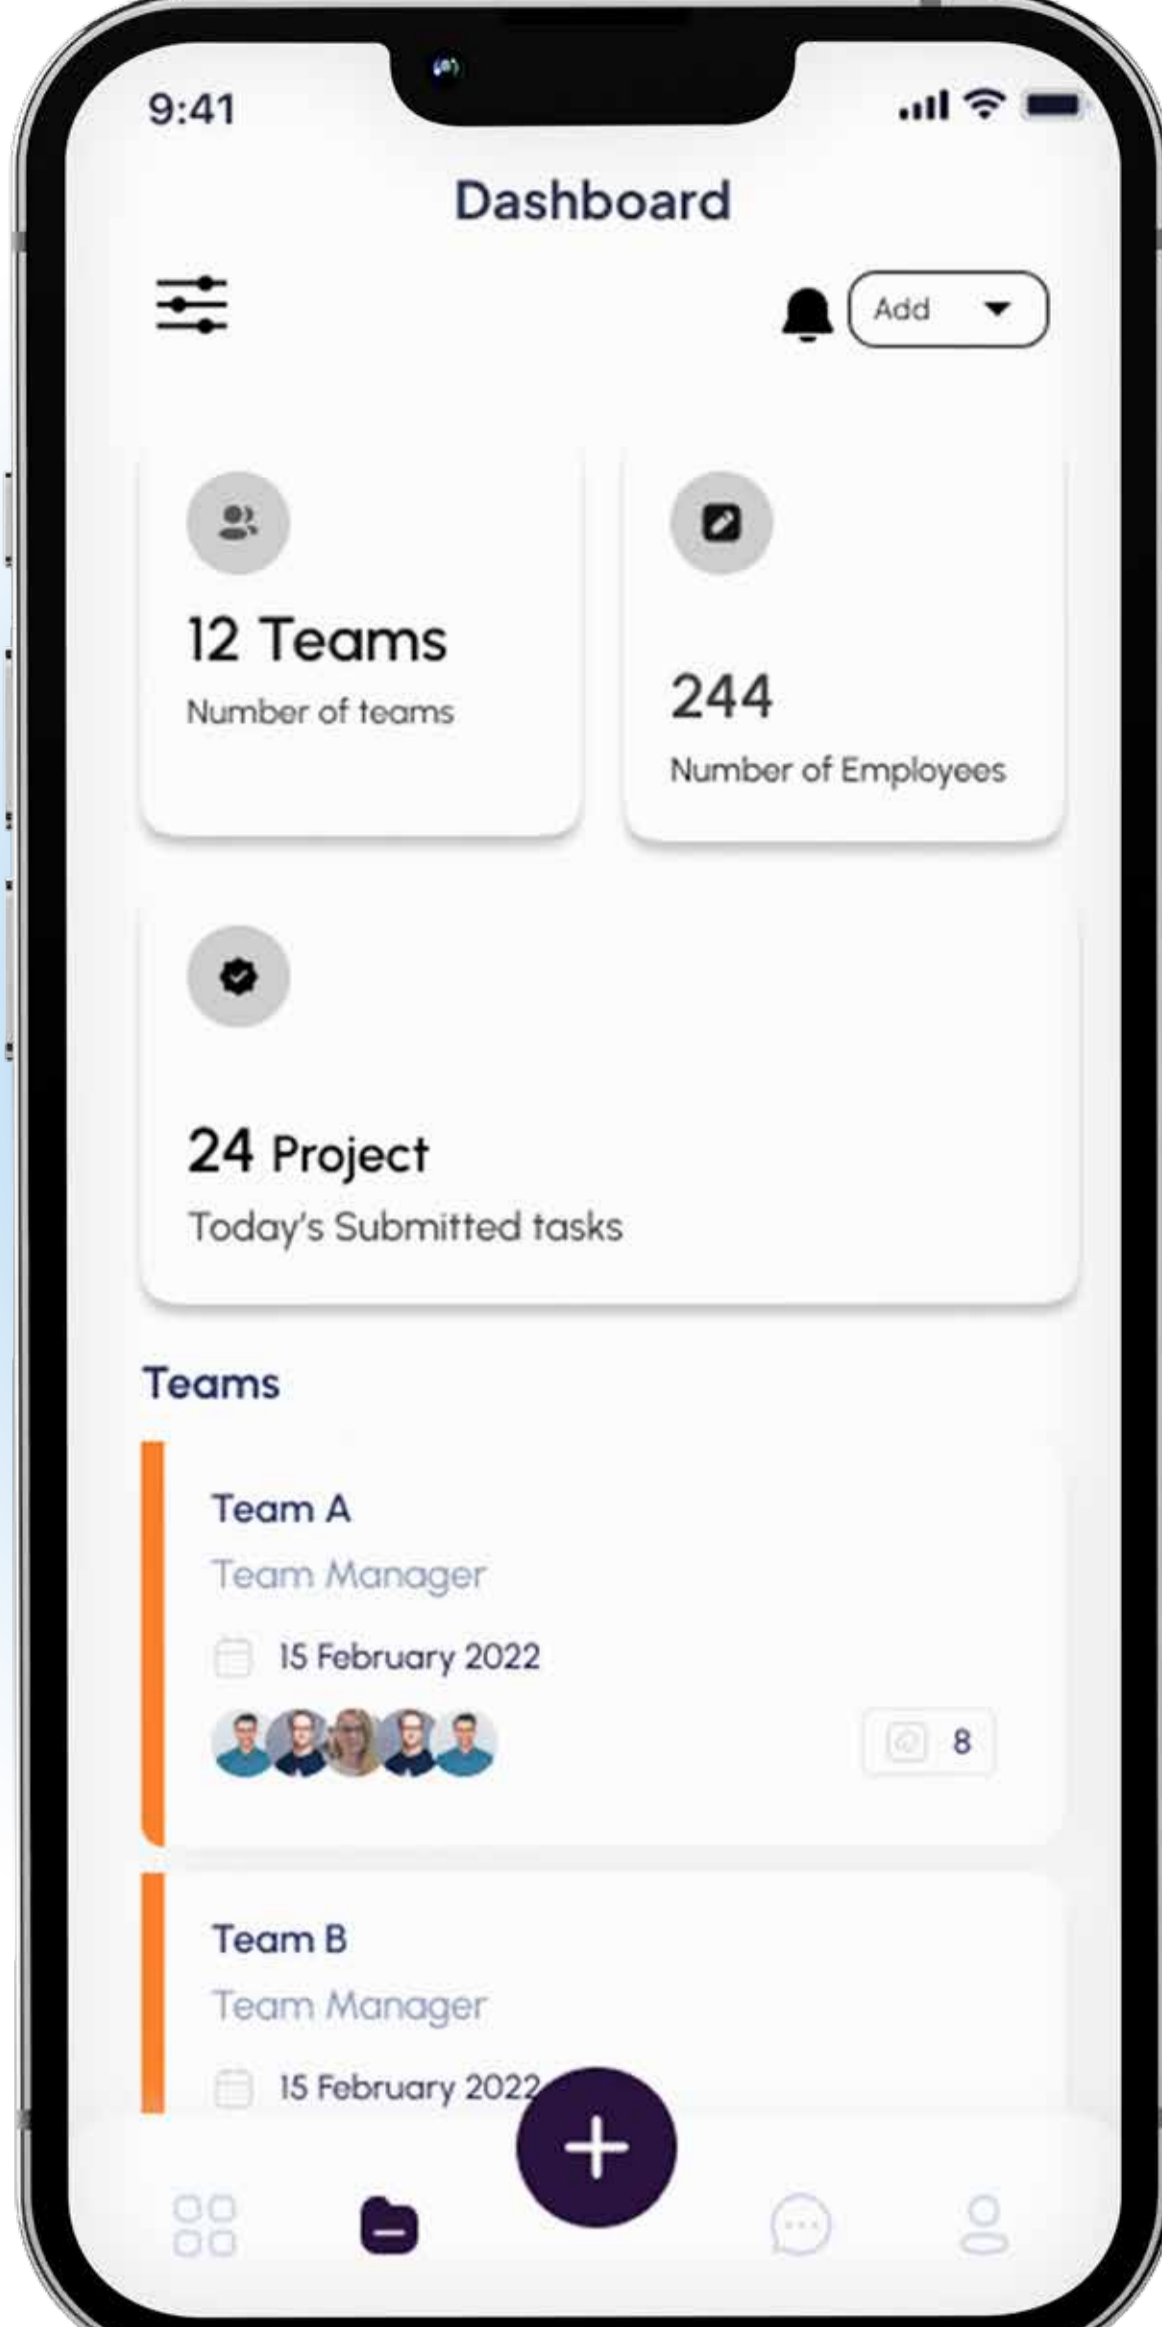 9:41
Dashboard
Add
12 Teams
Number of teams
244
Number of Employees
24 Project
Today's Submitted tasks
Teams
Team A
Team Manager
15 February 2022
8
Team B
Team Manager
15 February 2022